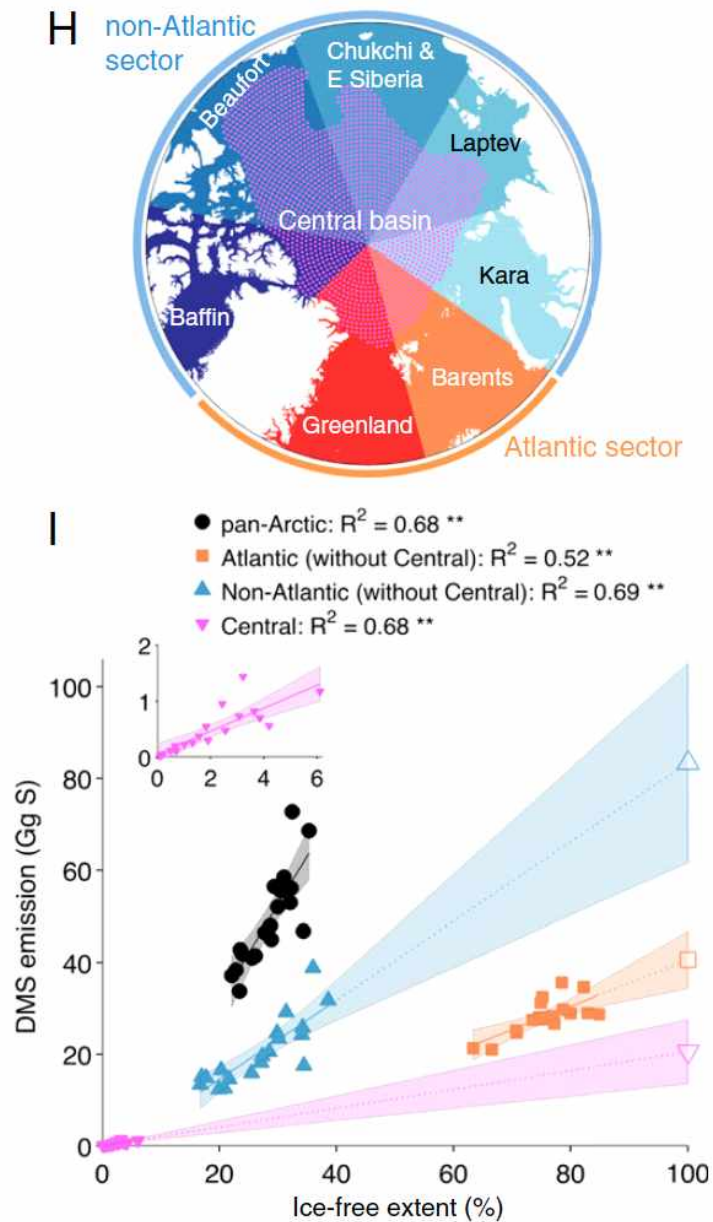 H
non-Atlantic
sector
Chukchi &
E Siberia
Beaufort
Laptev
Central basin
Kara
Baffin
Barents
Greenland
Atlantic sector
I
pan-Arctic: R² = 0.68 **
Atlantic (without Central): R² = 0.52 **
Non-Atlantic (without Central): R² = 0.69 **
Central: R² = 0.68 **
2
1
0
0 2 4 6
100
80
60
40
20
0
DMS emission (Gg S)
0 20 40 60 80 100
Ice-free extent (%)